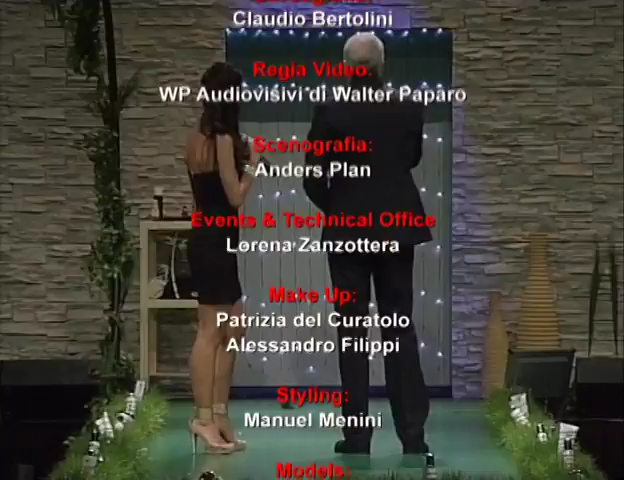 Claudio Bertolini
Regia Video:
WP Audiovisivi di Walter Paparo
Scenografia:
Anders Plan
Events & Technical Office
Lorena Zanzottera
Make Up:
Patrizia del Curatolo
Alessandro Filippi
Styling:
Manuel Menini
Models: